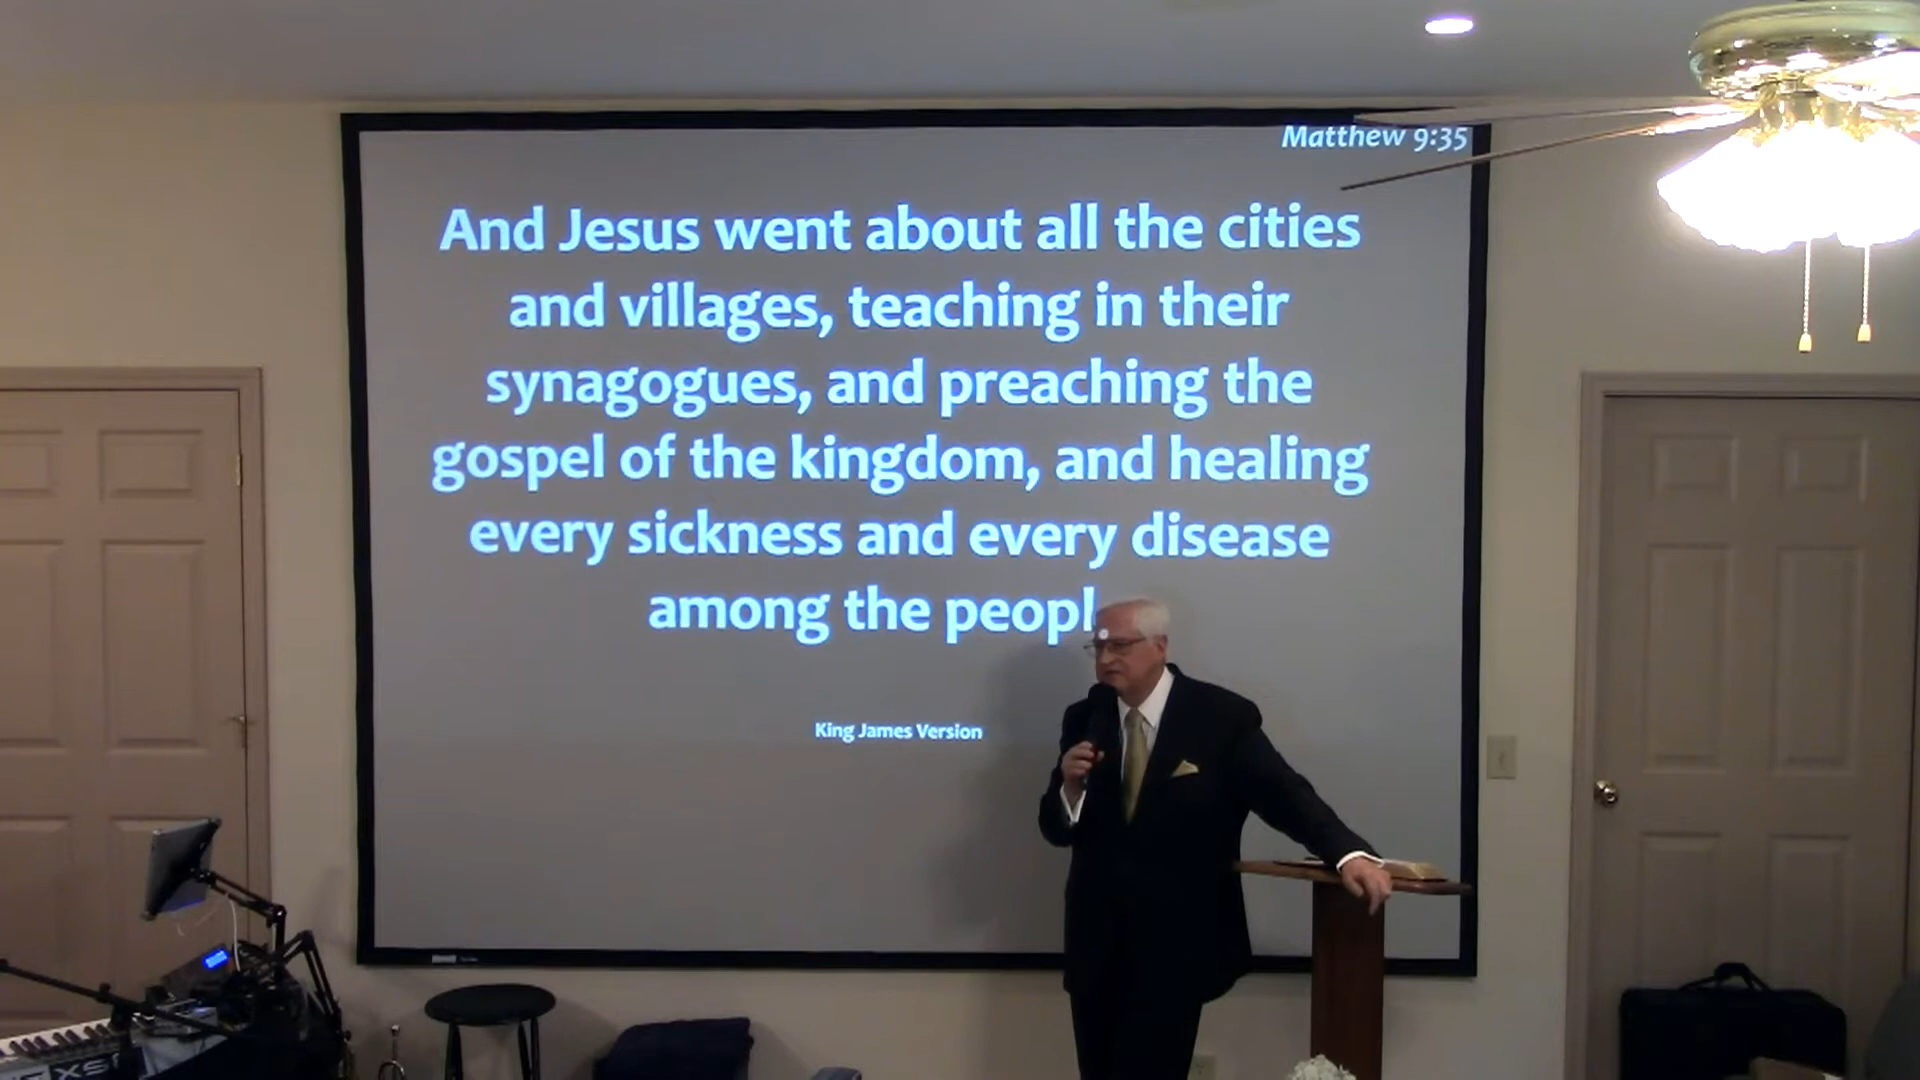 Matthew 9:35
And Jesus went about all the cities
and villages, teaching in their
synagogues, and preaching the
gospel of the kingdom, and healing
every sickness and every disease
among the peopl
King James Version